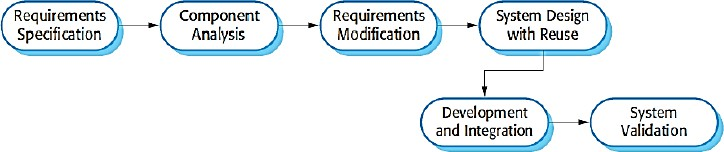 Requirements
Specification
Component
Analysis
Requirements
Modification
System Design
with Reuse
Development
and Integration
System
Validation